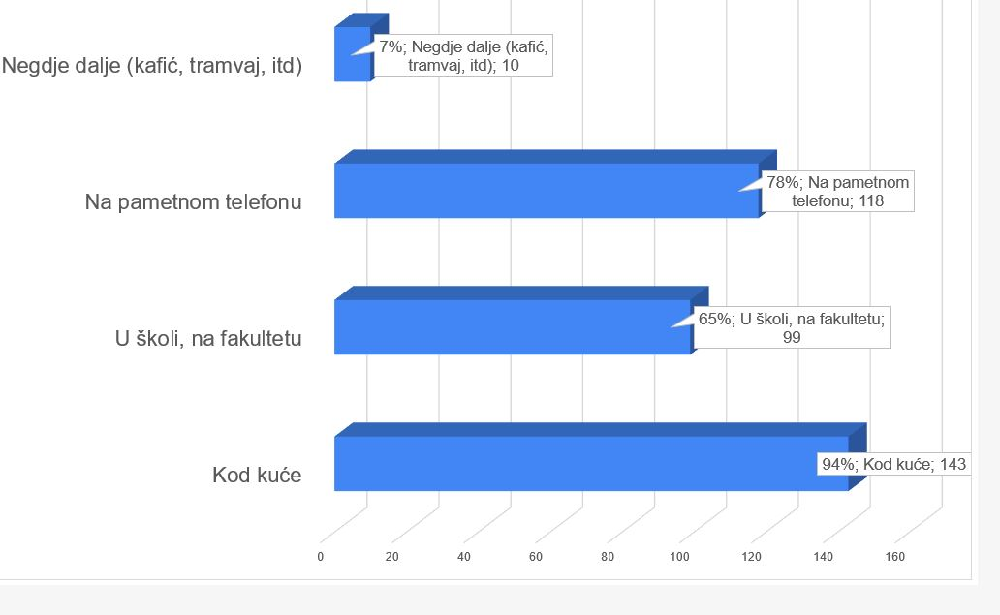 Negdje dalje (kafić, tramvaj, itd)
7%; Negdje dalje (kafić,
tramvaj, itd); 10
Na pametnom telefonu
78%; Na pametnom
telefonu; 118
U školi, na fakultetu
65%; U školi, na fakultetu;
99
Kod kuće
94%; Kod kuće; 143
0 20 40 60 80 100 120 140 160